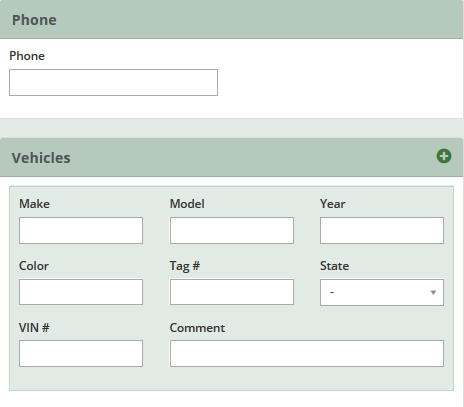 Phone
Phone
Vehicles
Make Model Year
Color Tag # State
-
VIN # Comment